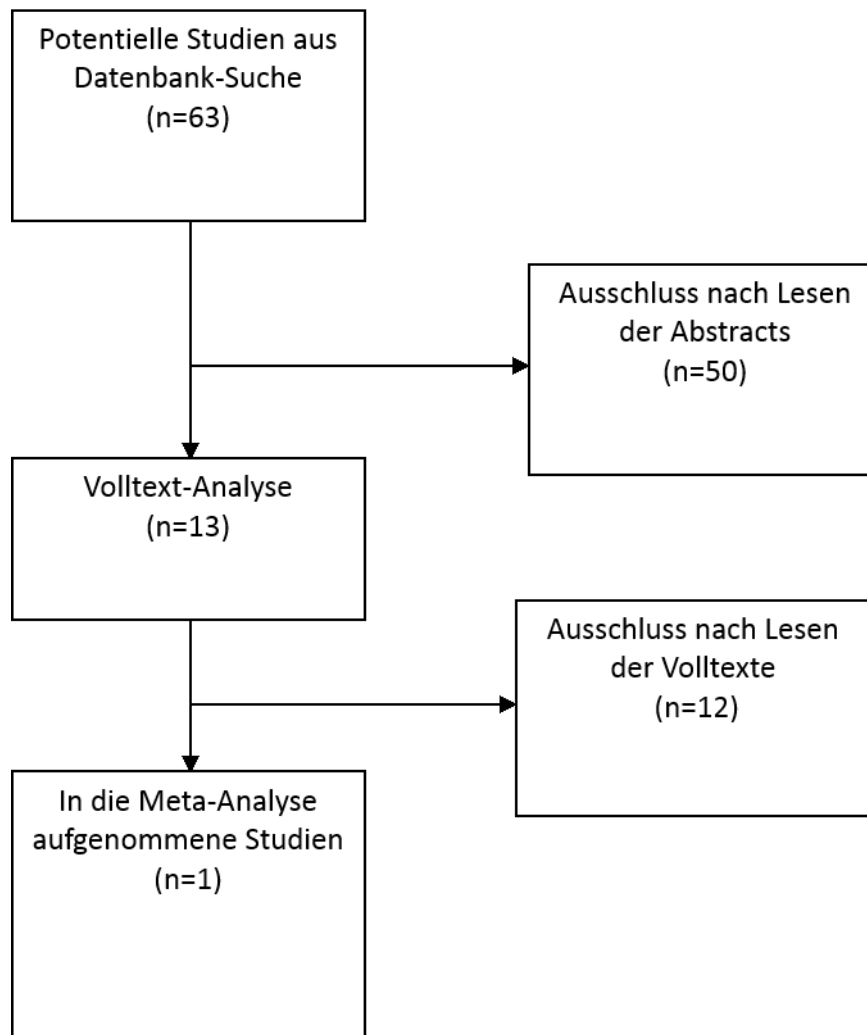 Potentielle Studien aus
Datenbank-Suche
(n=63)
Ausschluss nach Lesen
der Abstracts
(n=50)
Volltext-Analyse
(n=13)
Ausschluss nach Lesen
der Volltexte
(n=12)
In die Meta-Analyse
aufgenommene Studien
(n=1)